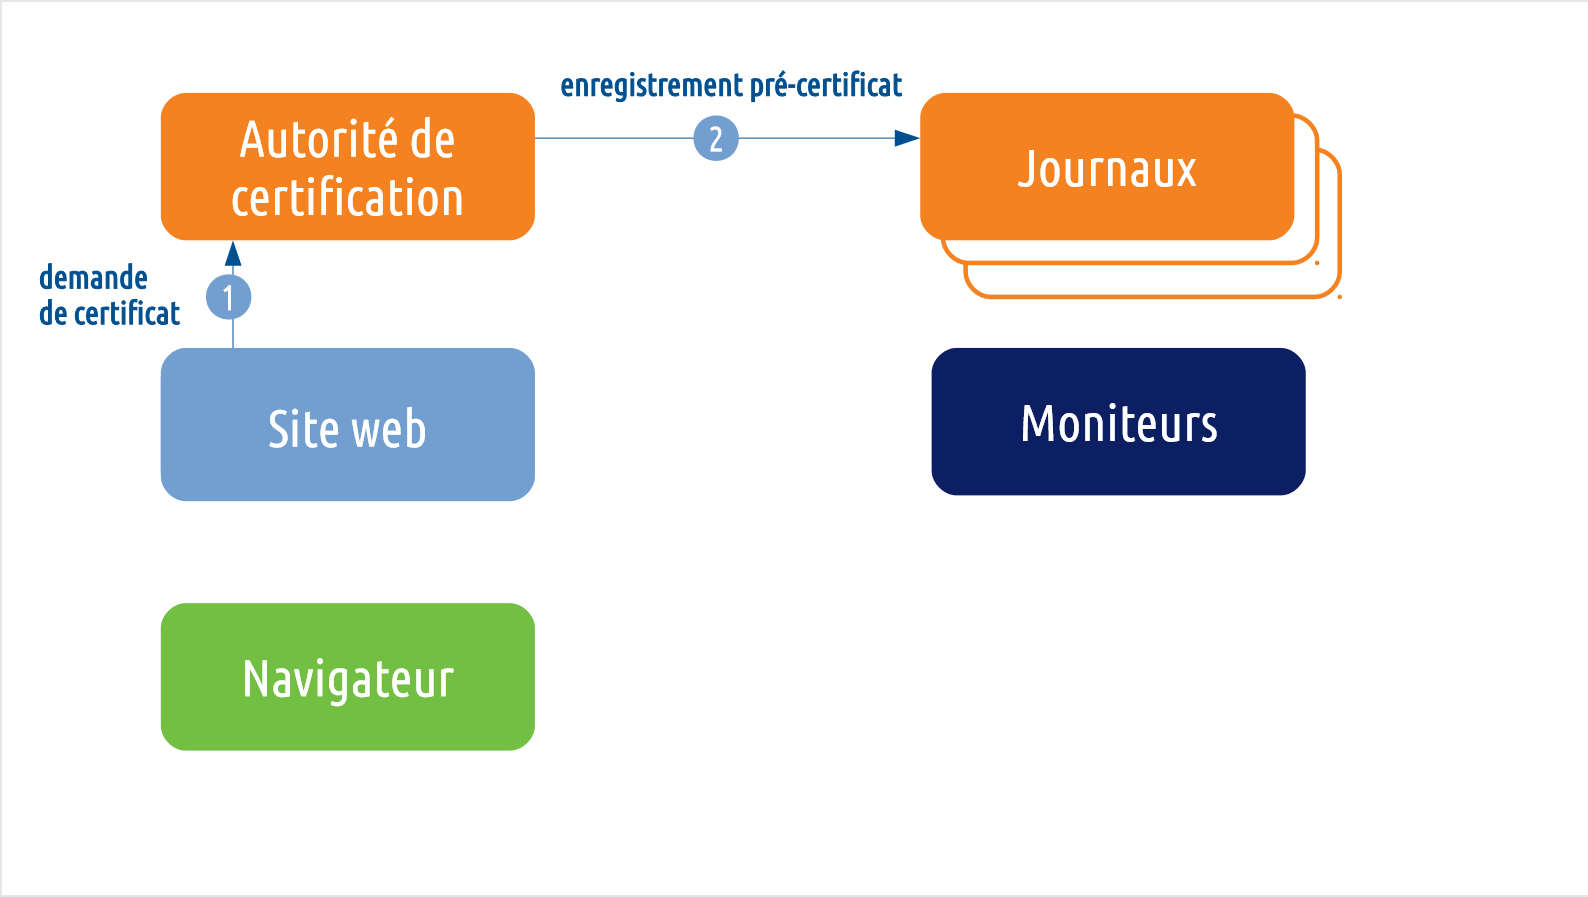 enregistrement pré-certificat
Autorité de
certification
2
Journaux
demande
de certificat
1
Site web
Moniteurs
Navigateur